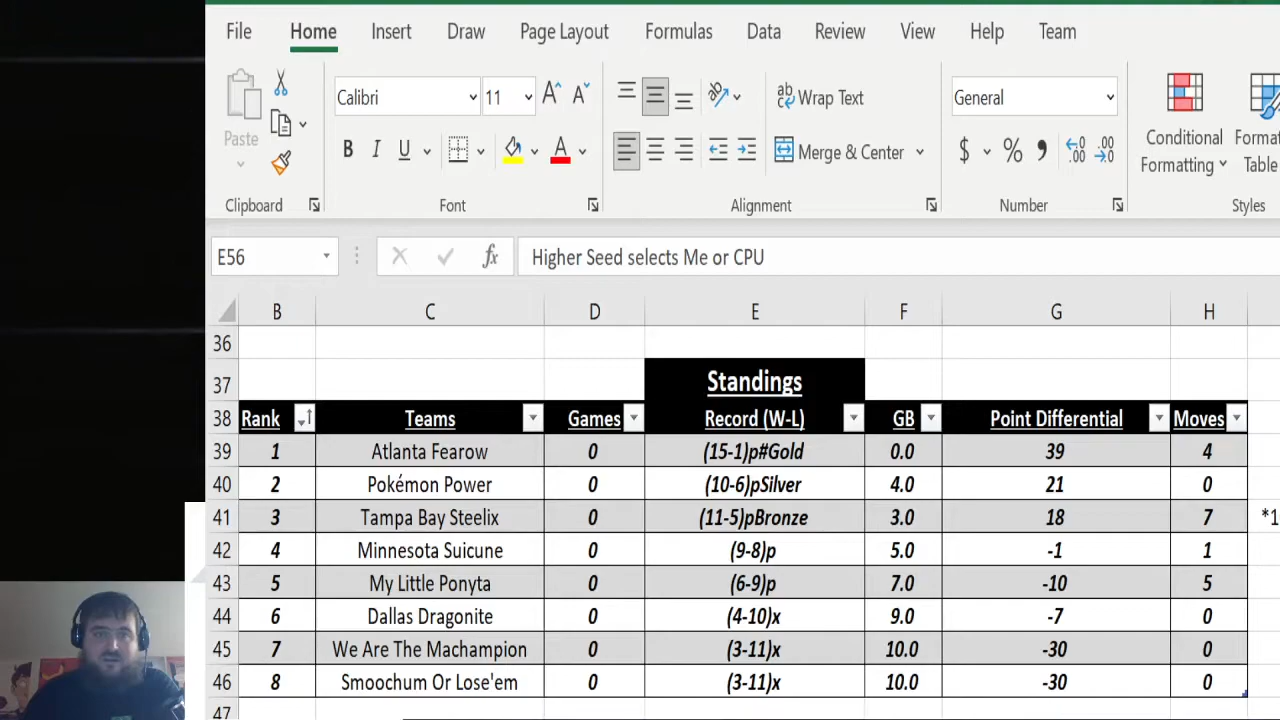 File Home Insert Draw Page Layout Formulas Data Review View Help Team
Calibri 11 Wrap Text General
Paste B I U Merge & Center $ % Conditional
Formatting Table
Clipboard Font Alignment Number Styles
E56 fx Higher Seed selects Me or CPU
B C D E F G H
36
37 Standings
38 Rank Teams Games Record (W-L) GB Point Differential Moves
39 1 Atlanta Fearow 0 (15-1)p#Gold 0.0 39 4
40 2 Pokémon Power 0 (10-6)pSilver 4.0 21 0
41 3 Tampa Bay Steelix 0 (11-5)pBronze 3.0 18 7
42 4 Minnesota Suicune 0 (9-8)p 5.0 -1 1
43 5 My Little Ponyta 0 (6-9)p 7.0 -10 5
44 6 Dallas Dragonite 0 (4-10)x 9.0 -7 0
45 7 We Are The Machampion 0 (3-11)x 10.0 -30 0
46 8 Smoochum Or Lose'em 0 (3-11)x 10.0 -30 0
47